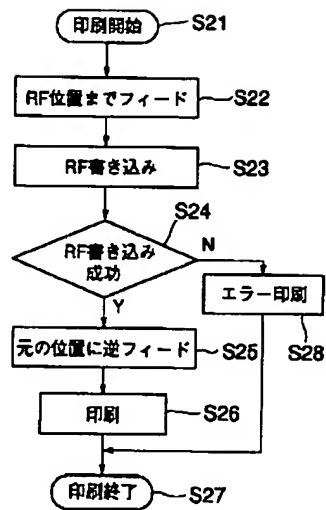 印刷開始
S21
RF位置までフィード
S22
RF書き込み
S23
S24
RF書き込み
成功
N
Y
エラー印刷
S28
元の位置に逆フィード
S25
印刷
S26
印刷終了
S27